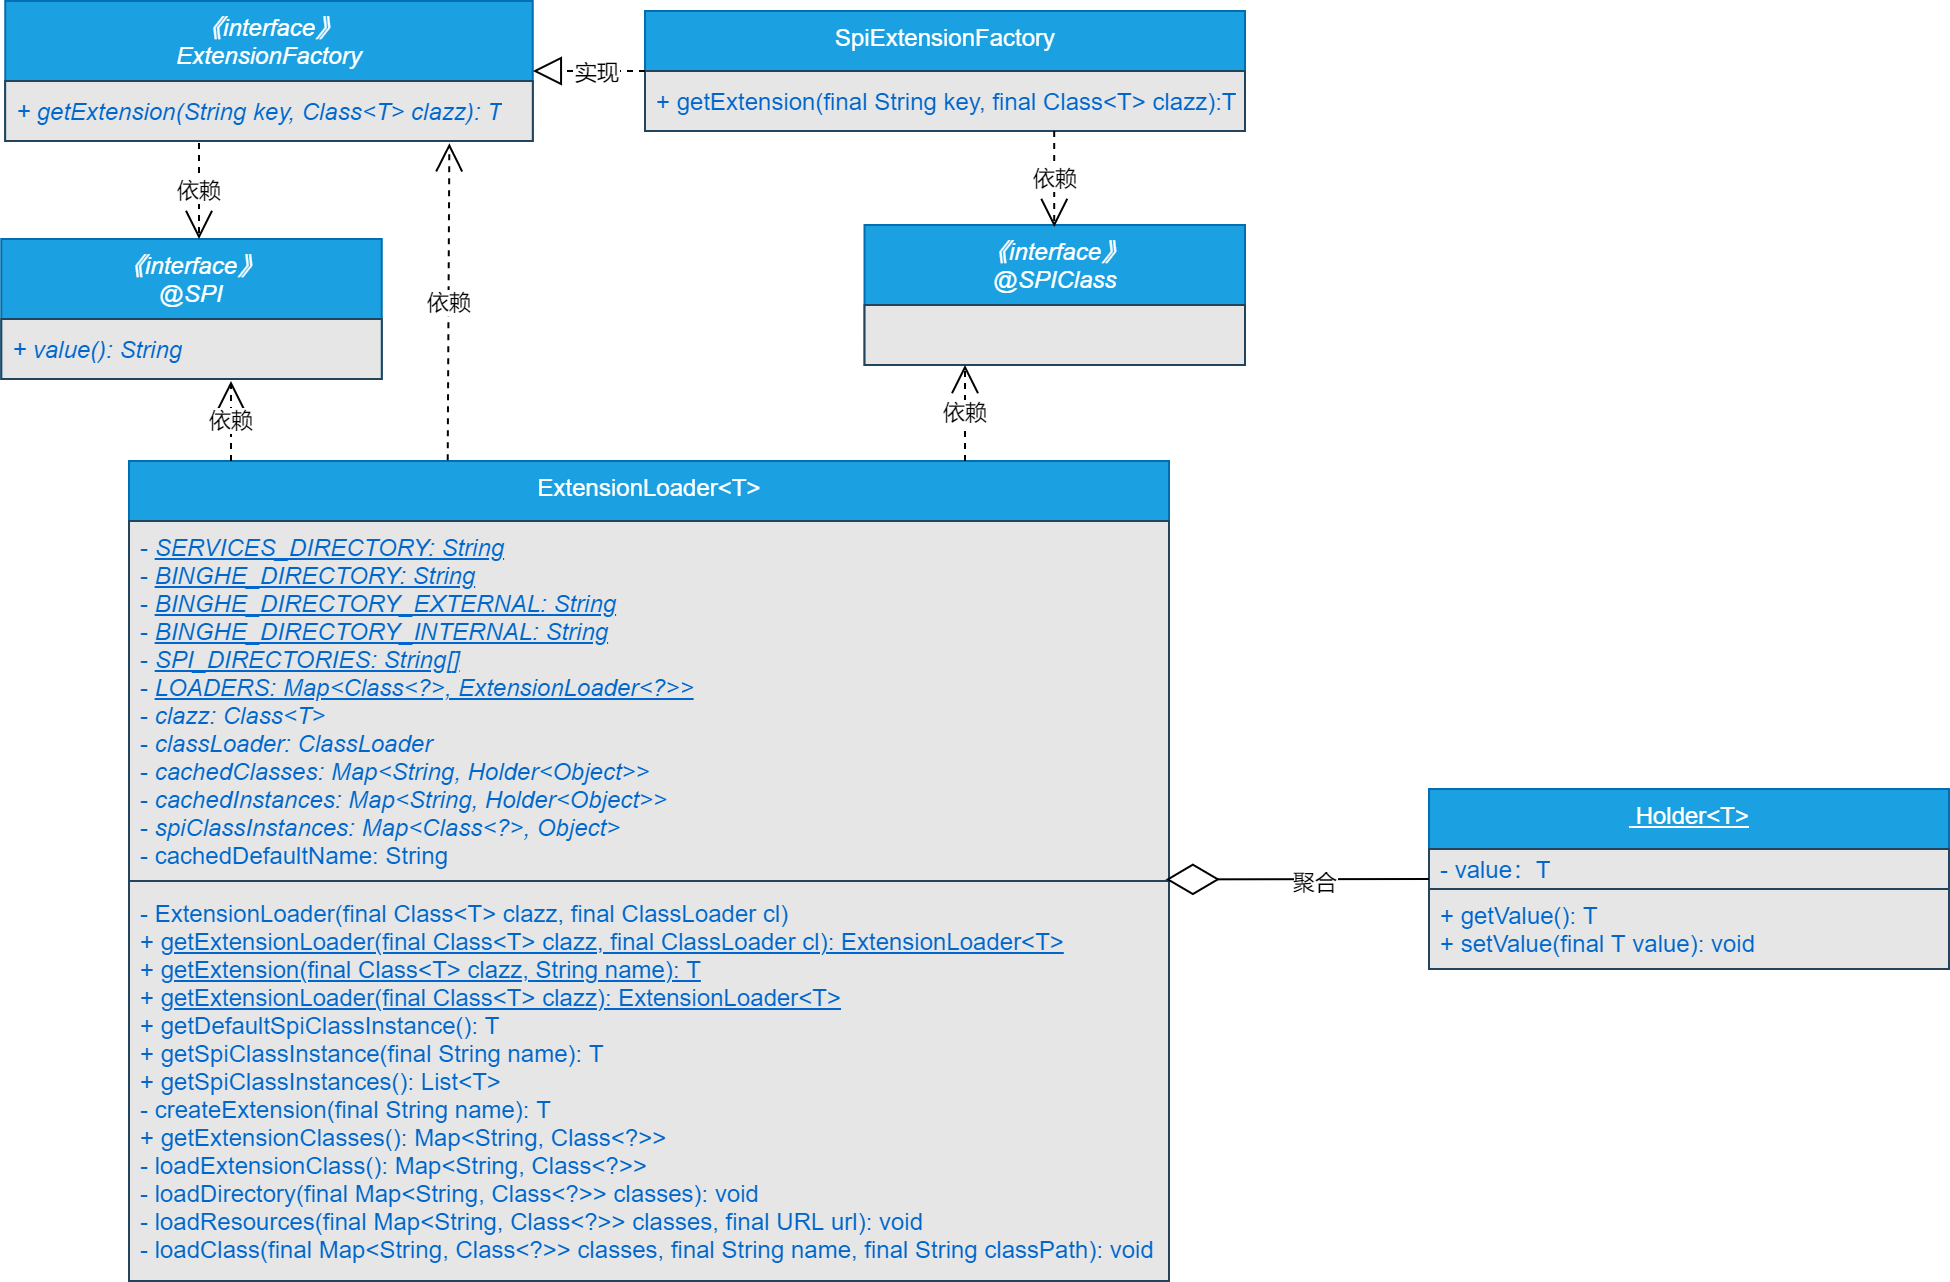 《interface》
ExtensionFactory
+ getExtension(String key, Class<T> clazz): T
实现
SpiExtensionFactory
+ getExtension(final String key, final Class<T> clazz):T
依赖
依赖
《interface》
@SPI
+ value(): String
依赖
《interface》
@SPIClass
依赖
依赖
ExtensionLoader<T>
- SERVICES_DIRECTORY: String
- BINGHE_DIRECTORY: String
- BINGHE_DIRECTORY_EXTERNAL: String
- BINGHE_DIRECTORY_INTERNAL: String
- SPI_DIRECTORIES: String[]
- LOADERS: Map<Class<?>, ExtensionLoader<?>>
- clazz: Class<T>
- classLoader: ClassLoader
- cachedClasses: Map<String, Holder<Object>>
- cachedInstances: Map<String, Holder<Object>>
- spiClassInstances: Map<Class<?>, Object>
- cachedDefaultName: String
- ExtensionLoader(final Class<T> clazz, final ClassLoader cl)
+ getExtensionLoader(final Class<T> clazz, final ClassLoader cl): ExtensionLoader<T>
+ getExtension(final Class<T> clazz, String name): T
+ getExtensionLoader(final Class<T> clazz): ExtensionLoader<T>
+ getDefaultSpiClassInstance(): T
+ getSpiClassInstance(final String name): T
+ getSpiClassInstances(): List<T>
- createExtension(final String name): T
+ getExtensionClasses(): Map<String, Class<?>>
- loadExtensionClass(): Map<String, Class<?>>
- loadDirectory(final Map<String, Class<?>> classes): void
- loadResources(final Map<String, Class<?>> classes, final URL url): void
- loadClass(final Map<String, Class<?>> classes, final String name, final String classPath): void
聚合
Holder<T>
- value：T
+ getValue(): T
+ setValue(final T value): void